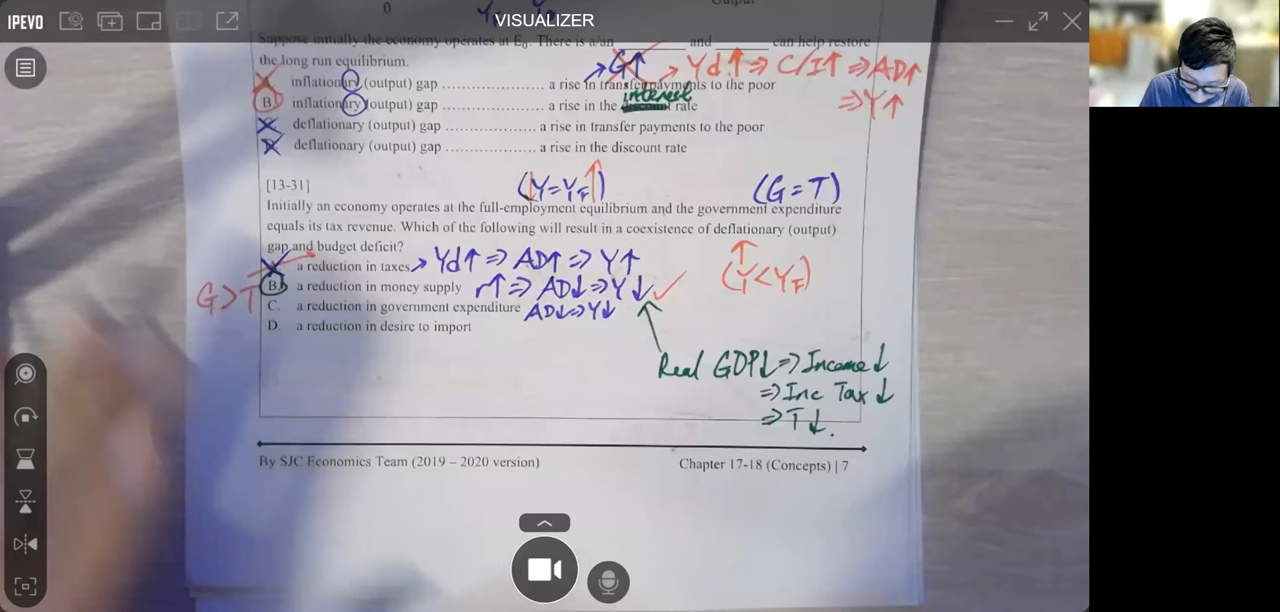 IPEVO
VISUALIZER
0
Output
Suppose initially the economy operates at E0. There is a/an __________ and _______ can help restore
the long run equilibrium.
G↑
→ Yd↑ ⇒ C/I↑ ⇒ AD↑
⇒ Y↑
inflationary (output) gap ................... a rise in transfer payments to the poor
interest
B. inflationary (output) gap ................... a rise in the discount rate
deflationary (output) gap ................... a rise in transfer payments to the poor
deflationary (output) gap ................... a rise in the discount rate
[13-31]
(Y=YF↑)
(G=T)
Initially an economy operates at the full-employment equilibrium and the government expenditure
equals its tax revenue. Which of the following will result in a coexistence of deflationary (output)
gap and budget deficit?
(Y<YF)
G>T
a reduction in taxes → Yd↑ ⇒ AD↑ ⇒ Y↑
B. a reduction in money supply r↑ ⇒ AD↓ ⇒ Y↓ ✓
C. a reduction in government expenditure AD↓ ⇒ Y↓
D. a reduction in desire to import
Real GDP↓ ⇒ Income↓
⇒ Inc Tax↓
⇒ T↓.
By SJC Economics Team (2019 – 2020 version)
Chapter 17-18 (Concepts) | 7